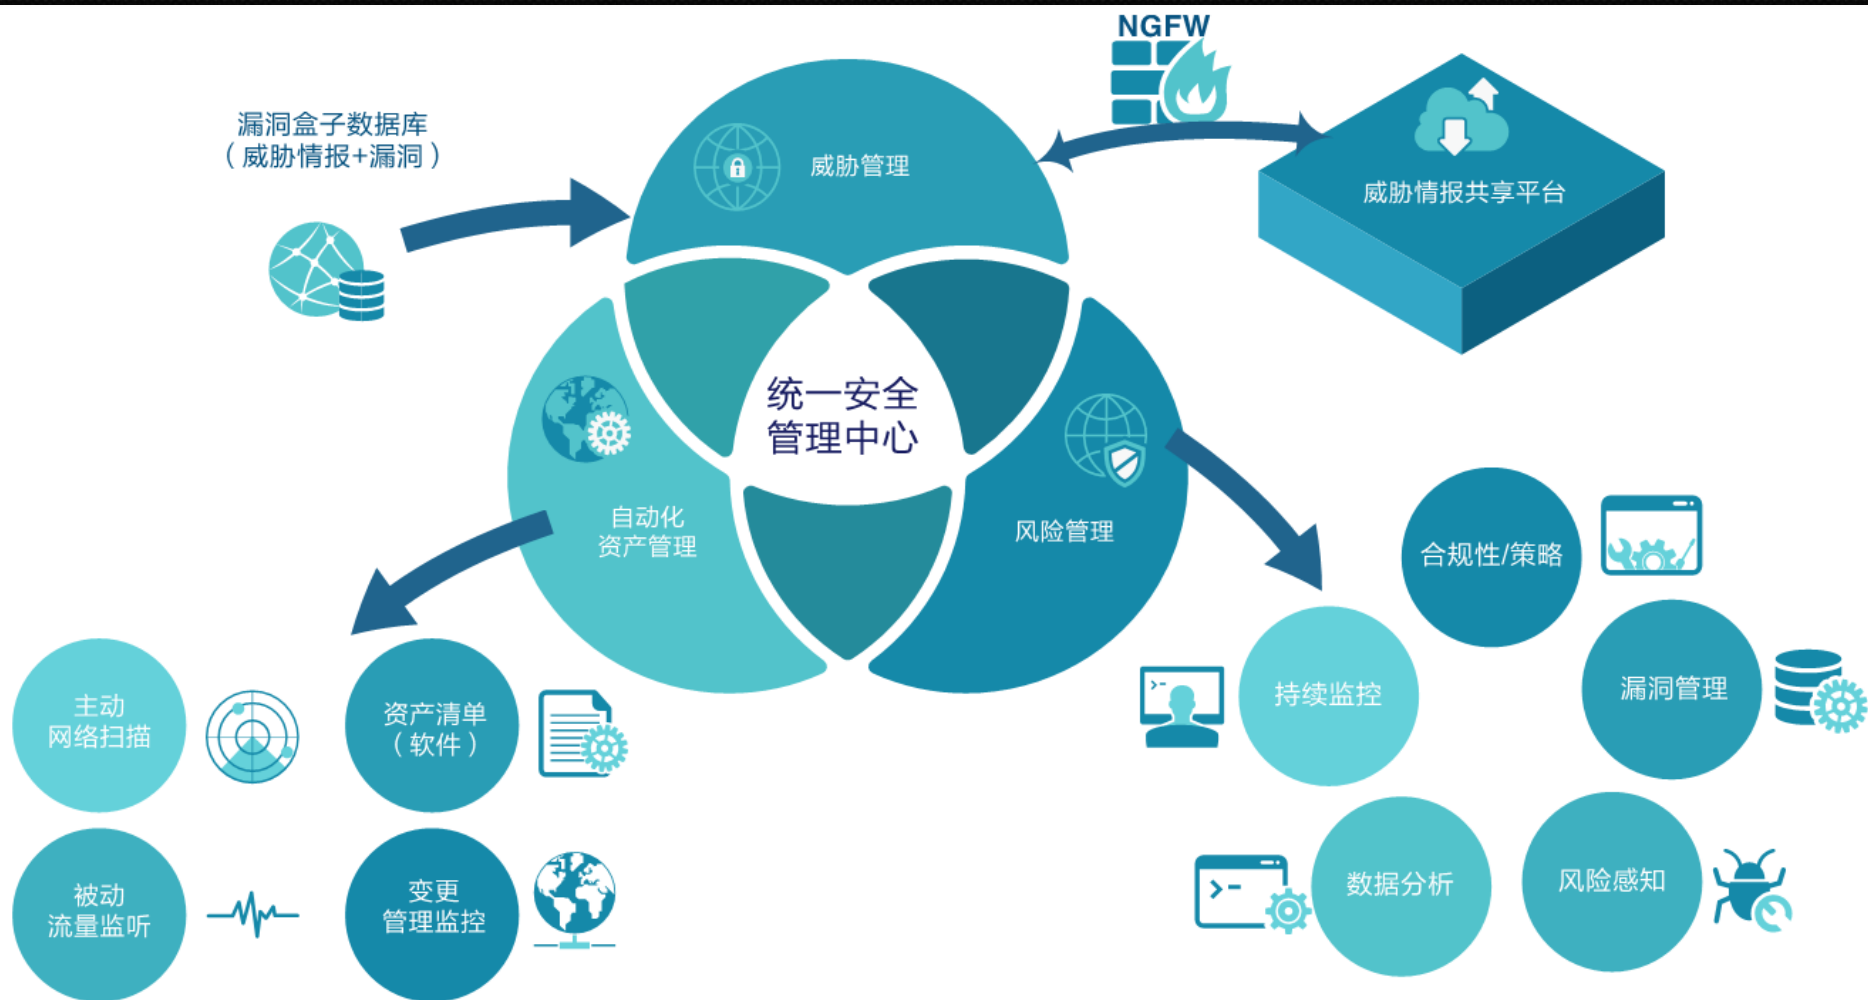 NGFW
漏洞盒子数据库
（威胁情报+漏洞）
威胁管理
威胁情报共享平台
统一安全
管理中心
自动化
资产管理
风险管理
合规性/策略
持续监控
漏洞管理
数据分析
风险感知
主动
网络扫描
资产清单
（软件）
被动
流量监听
变更
管理监控